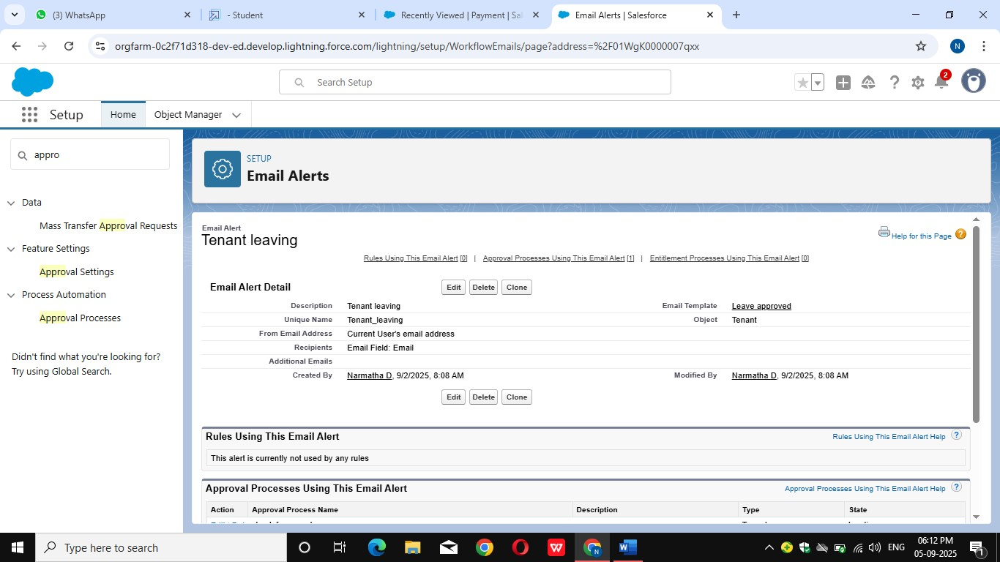 (3) WhatsApp
- Student
Recently Viewed | Payment | Sal
Email Alerts | Salesforce
orgfarm-0c2f71d318-dev-ed.develop.lightning.force.com/lightning/setup/WorkflowEmails/page?address=%2F01WgK0000007qxx
N
Search Setup
2
Setup
Home
Object Manager
appro
Data
Mass Transfer Approval Requests
Feature Settings
Approval Settings
Process Automation
Approval Processes
Didn't find what you're looking for?
Try using Global Search.
SETUP
Email Alerts
Email Alert
Tenant leaving
Help for this Page ?
Rules Using This Email Alert [0] | Approval Processes Using This Email Alert [1] | Entitlement Processes Using This Email Alert [0]
Email Alert Detail
Edit Delete Clone
Description Tenant leaving Email Template Leave approved
Unique Name Tenant_leaving Object Tenant
From Email Address Current User's email address
Recipients Email Field: Email
Additional Emails
Created By Narmatha D, 9/2/2025, 8:08 AM Modified By Narmatha D, 9/2/2025, 8:08 AM
Edit Delete Clone
Rules Using This Email Alert
Rules Using This Email Alert Help ?
This alert is currently not used by any rules
Approval Processes Using This Email Alert
Approval Processes Using This Email Alert Help ?
Action Approval Process Name Description Type State
Type here to search
W
N
ENG
06:12 PM
05-09-2025
1